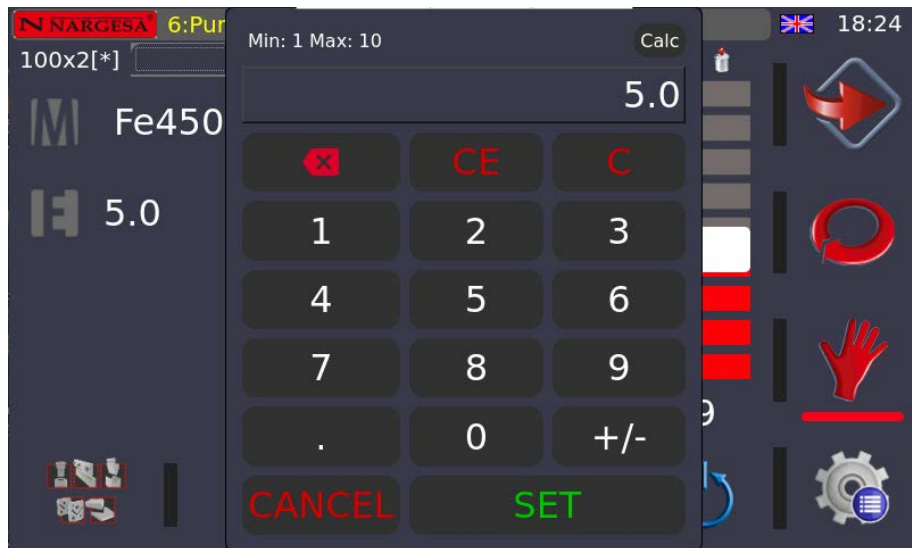 NARGESA 6:Pur 18:24
Min: 1 Max: 10 Calc
100x2[*]
5.0
Fe450
CE C
5.0
1 2 3
4 5 6
7 8 9
. 0 +/-
9
CANCEL SET